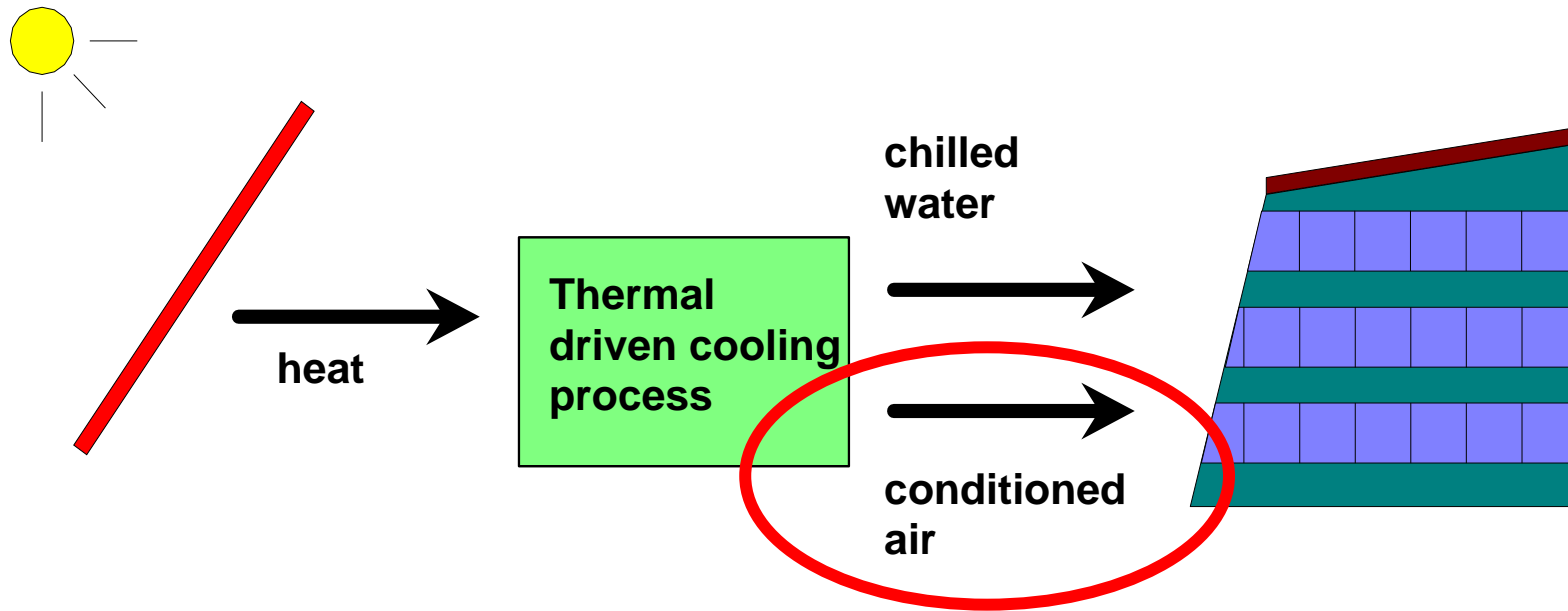 heat
Thermal
driven cooling
process
chilled
water
conditioned
air